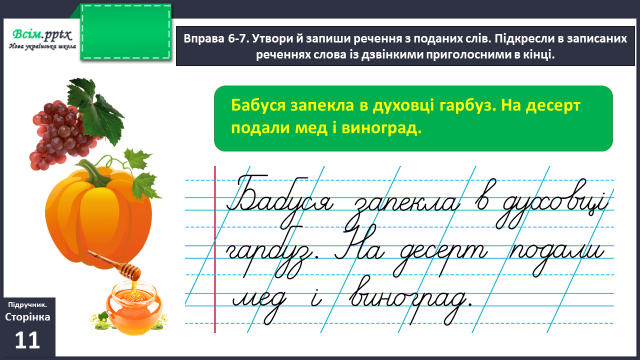 Всім.pptx
Нова українська школа
Вправа 6-7. Утвори й запиши речення з поданих слів. Підкресли в записаних
реченнях слова із дзвінкими приголосними в кінці.
Бабуся запекла в духовці гарбуз. На десерт
подали мед і виноград.
Бабуся запекла в духовці
гарбуз. На десерт подали
мед і виноград.
Підручник.
Сторінка
11